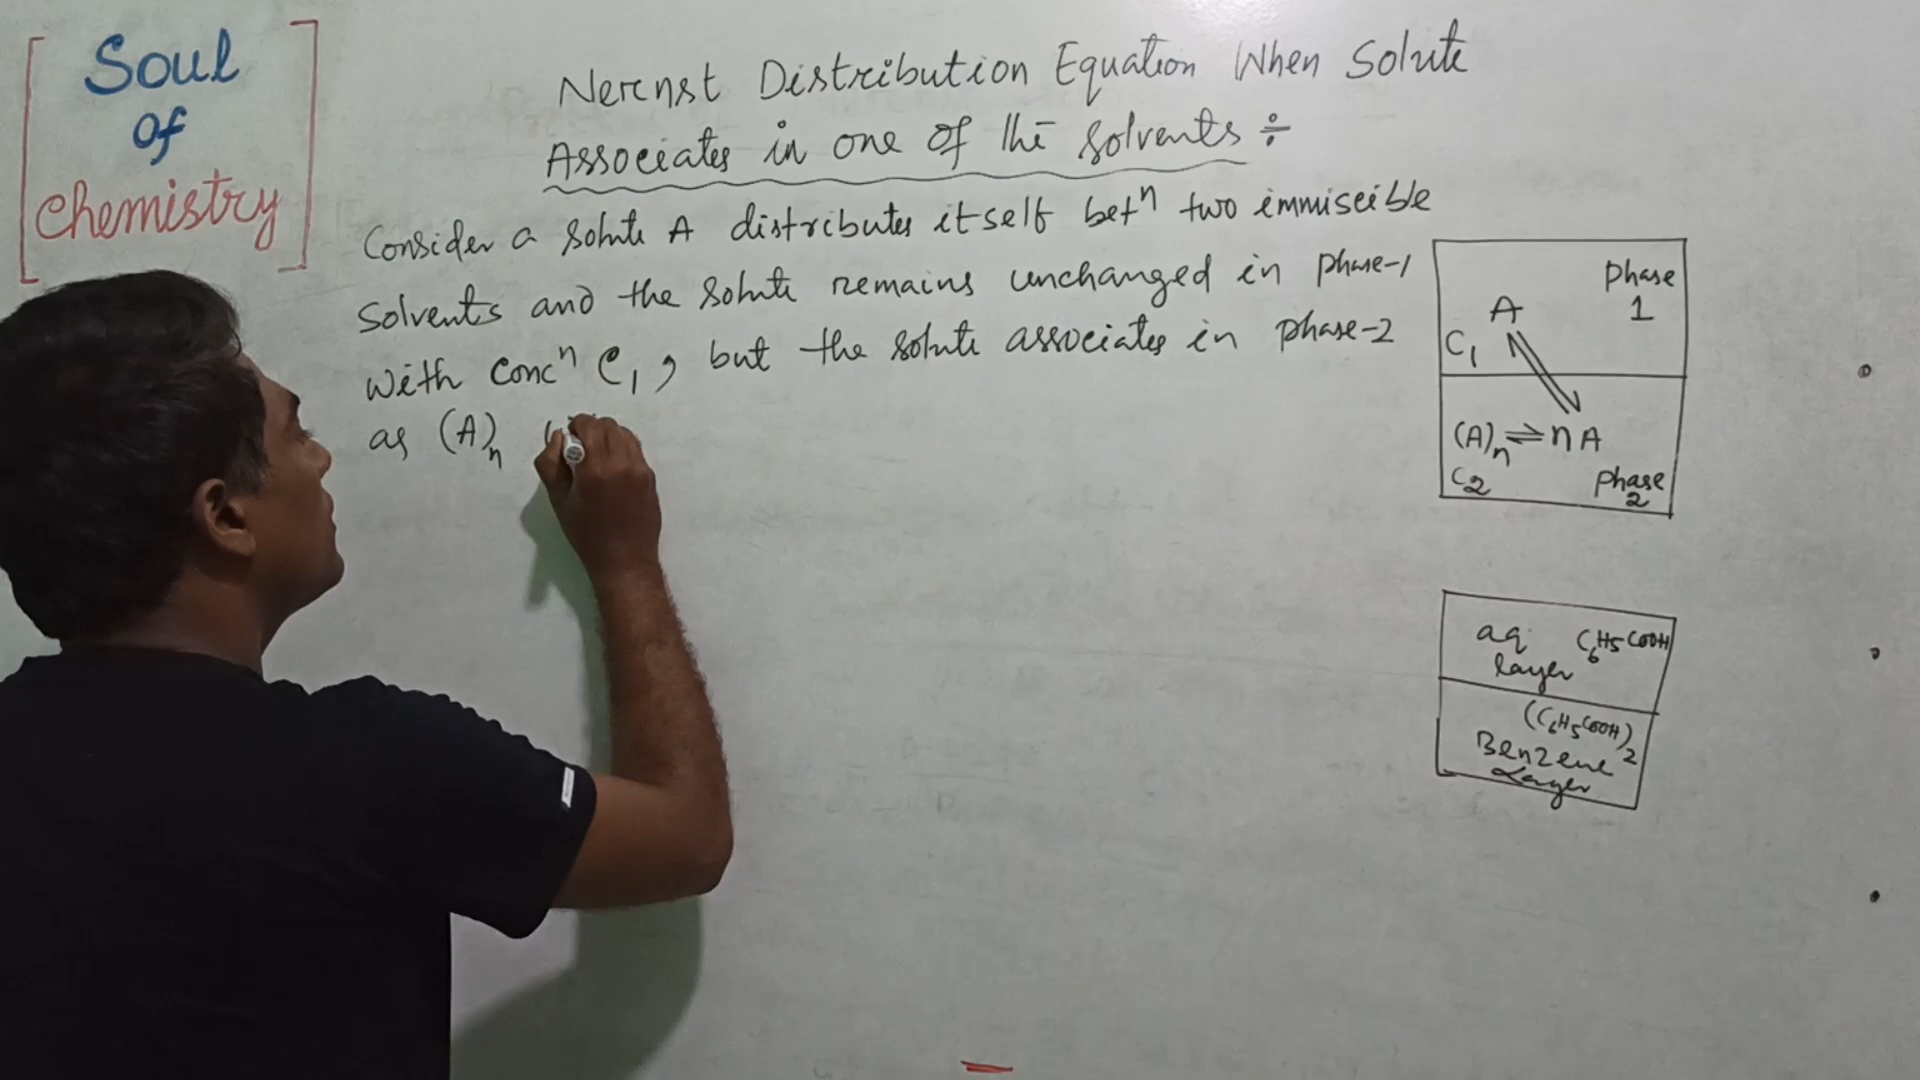 Soul
Of
Chemistry
Nernst Distribution Equation When Solute
Associates in one of the solvents ÷
Consider a solute A distributes itself betⁿ two immiscible
solvents and the solute remains unchanged in phase-1
with concⁿ C₁, but the solute associates in phase-2
as (A)ₙ
Phase
1
A
C₁
(A)ₙ ⇌ nA
C₂
phase
2
aq C₆H₅COOH
layer
(C₆H₅COOH)₂
Benzene
Layer